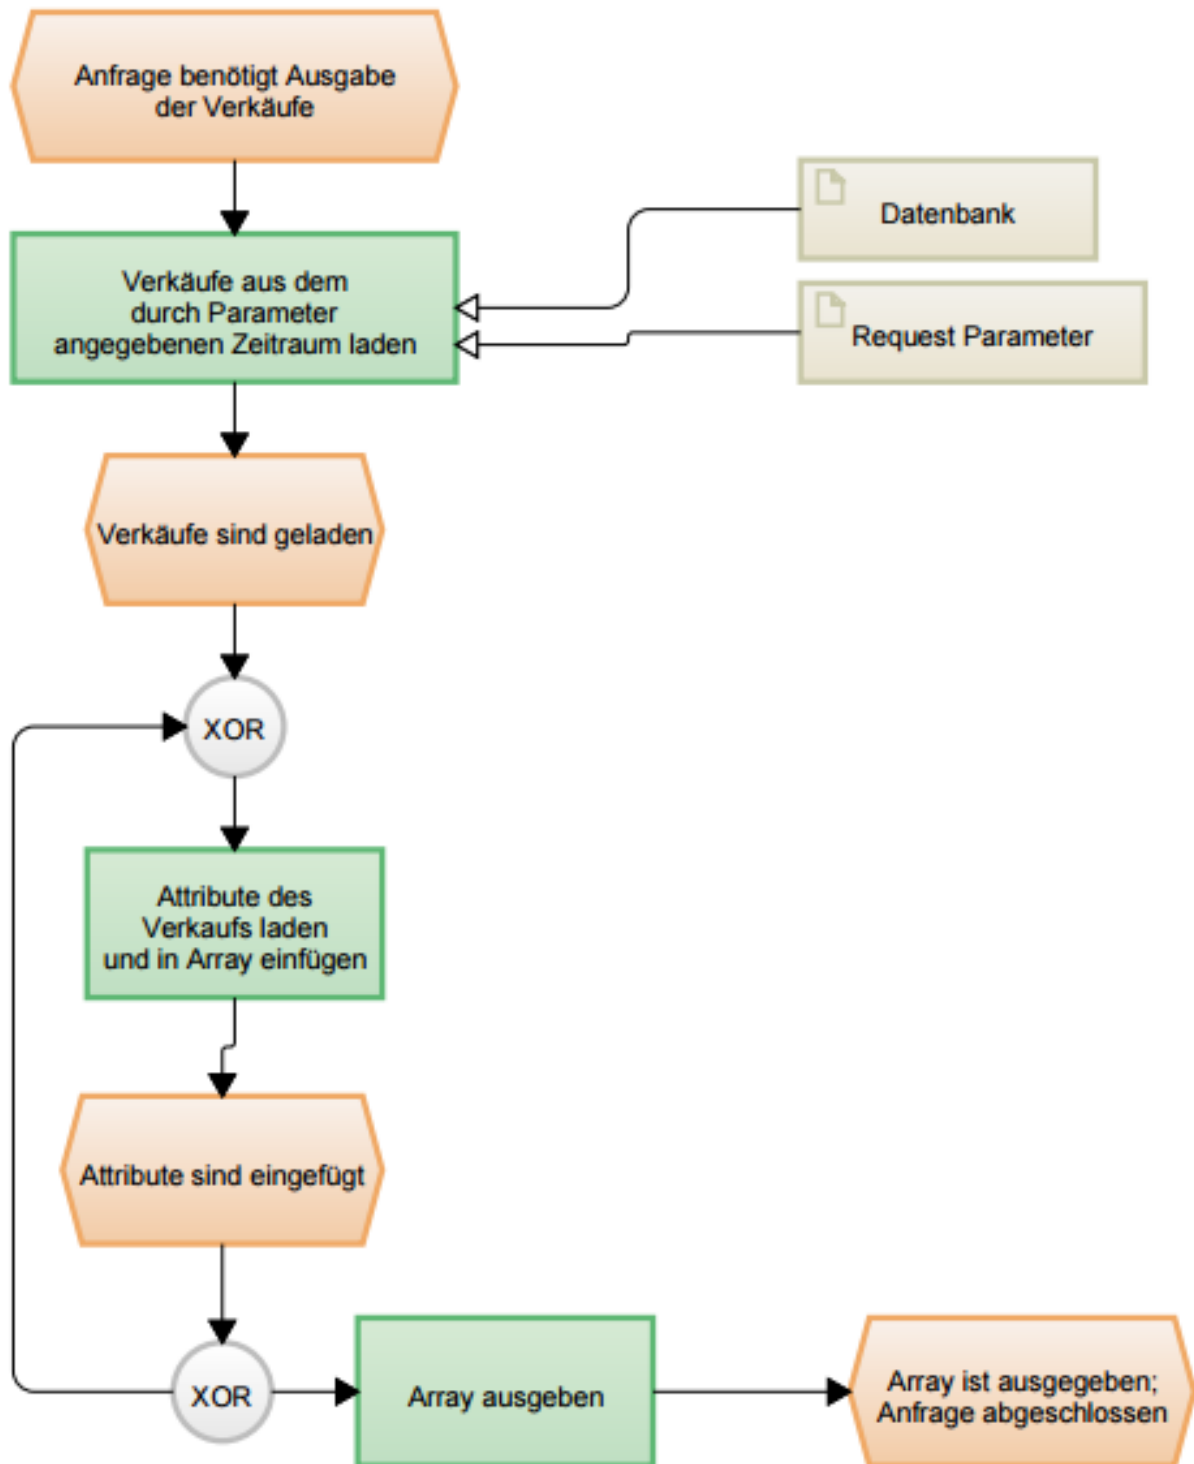 Anfrage benötigt Ausgabe
der Verkäufe
Datenbank
Verkäufe aus dem
durch Parameter
angegebenen Zeitraum laden
Request Parameter
Verkäufe sind geladen
XOR
Attribute des
Verkaufs laden
und in Array einfügen
Attribute sind eingefügt
XOR
Array ausgeben
Array ist ausgegeben;
Anfrage abgeschlossen